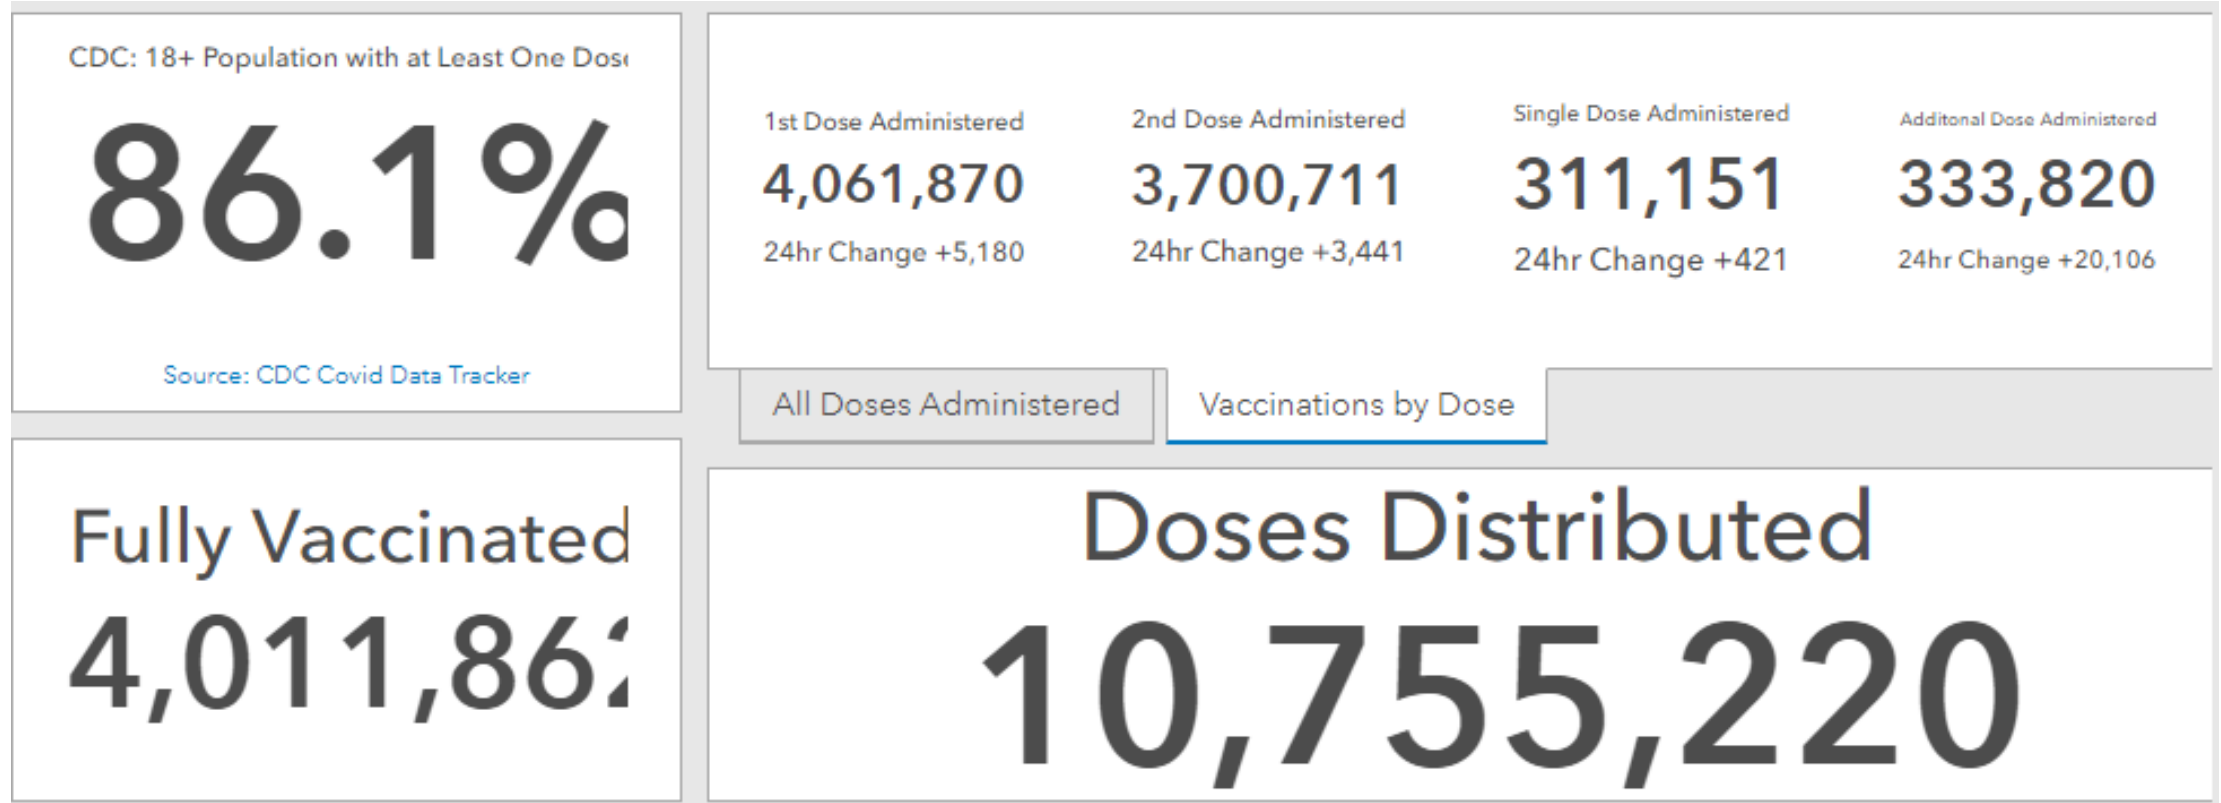 CDC: 18+ Population with at Least One Dose
86.1%
Source: CDC Covid Data Tracker
Fully Vaccinated
4,011,862
1st Dose Administered
4,061,870
24hr Change +5,180
2nd Dose Administered
3,700,711
24hr Change +3,441
Single Dose Administered
311,151
24hr Change +421
Additonal Dose Administered
333,820
24hr Change +20,106
All Doses Administered
Vaccinations by Dose
Doses Distributed
10,755,220